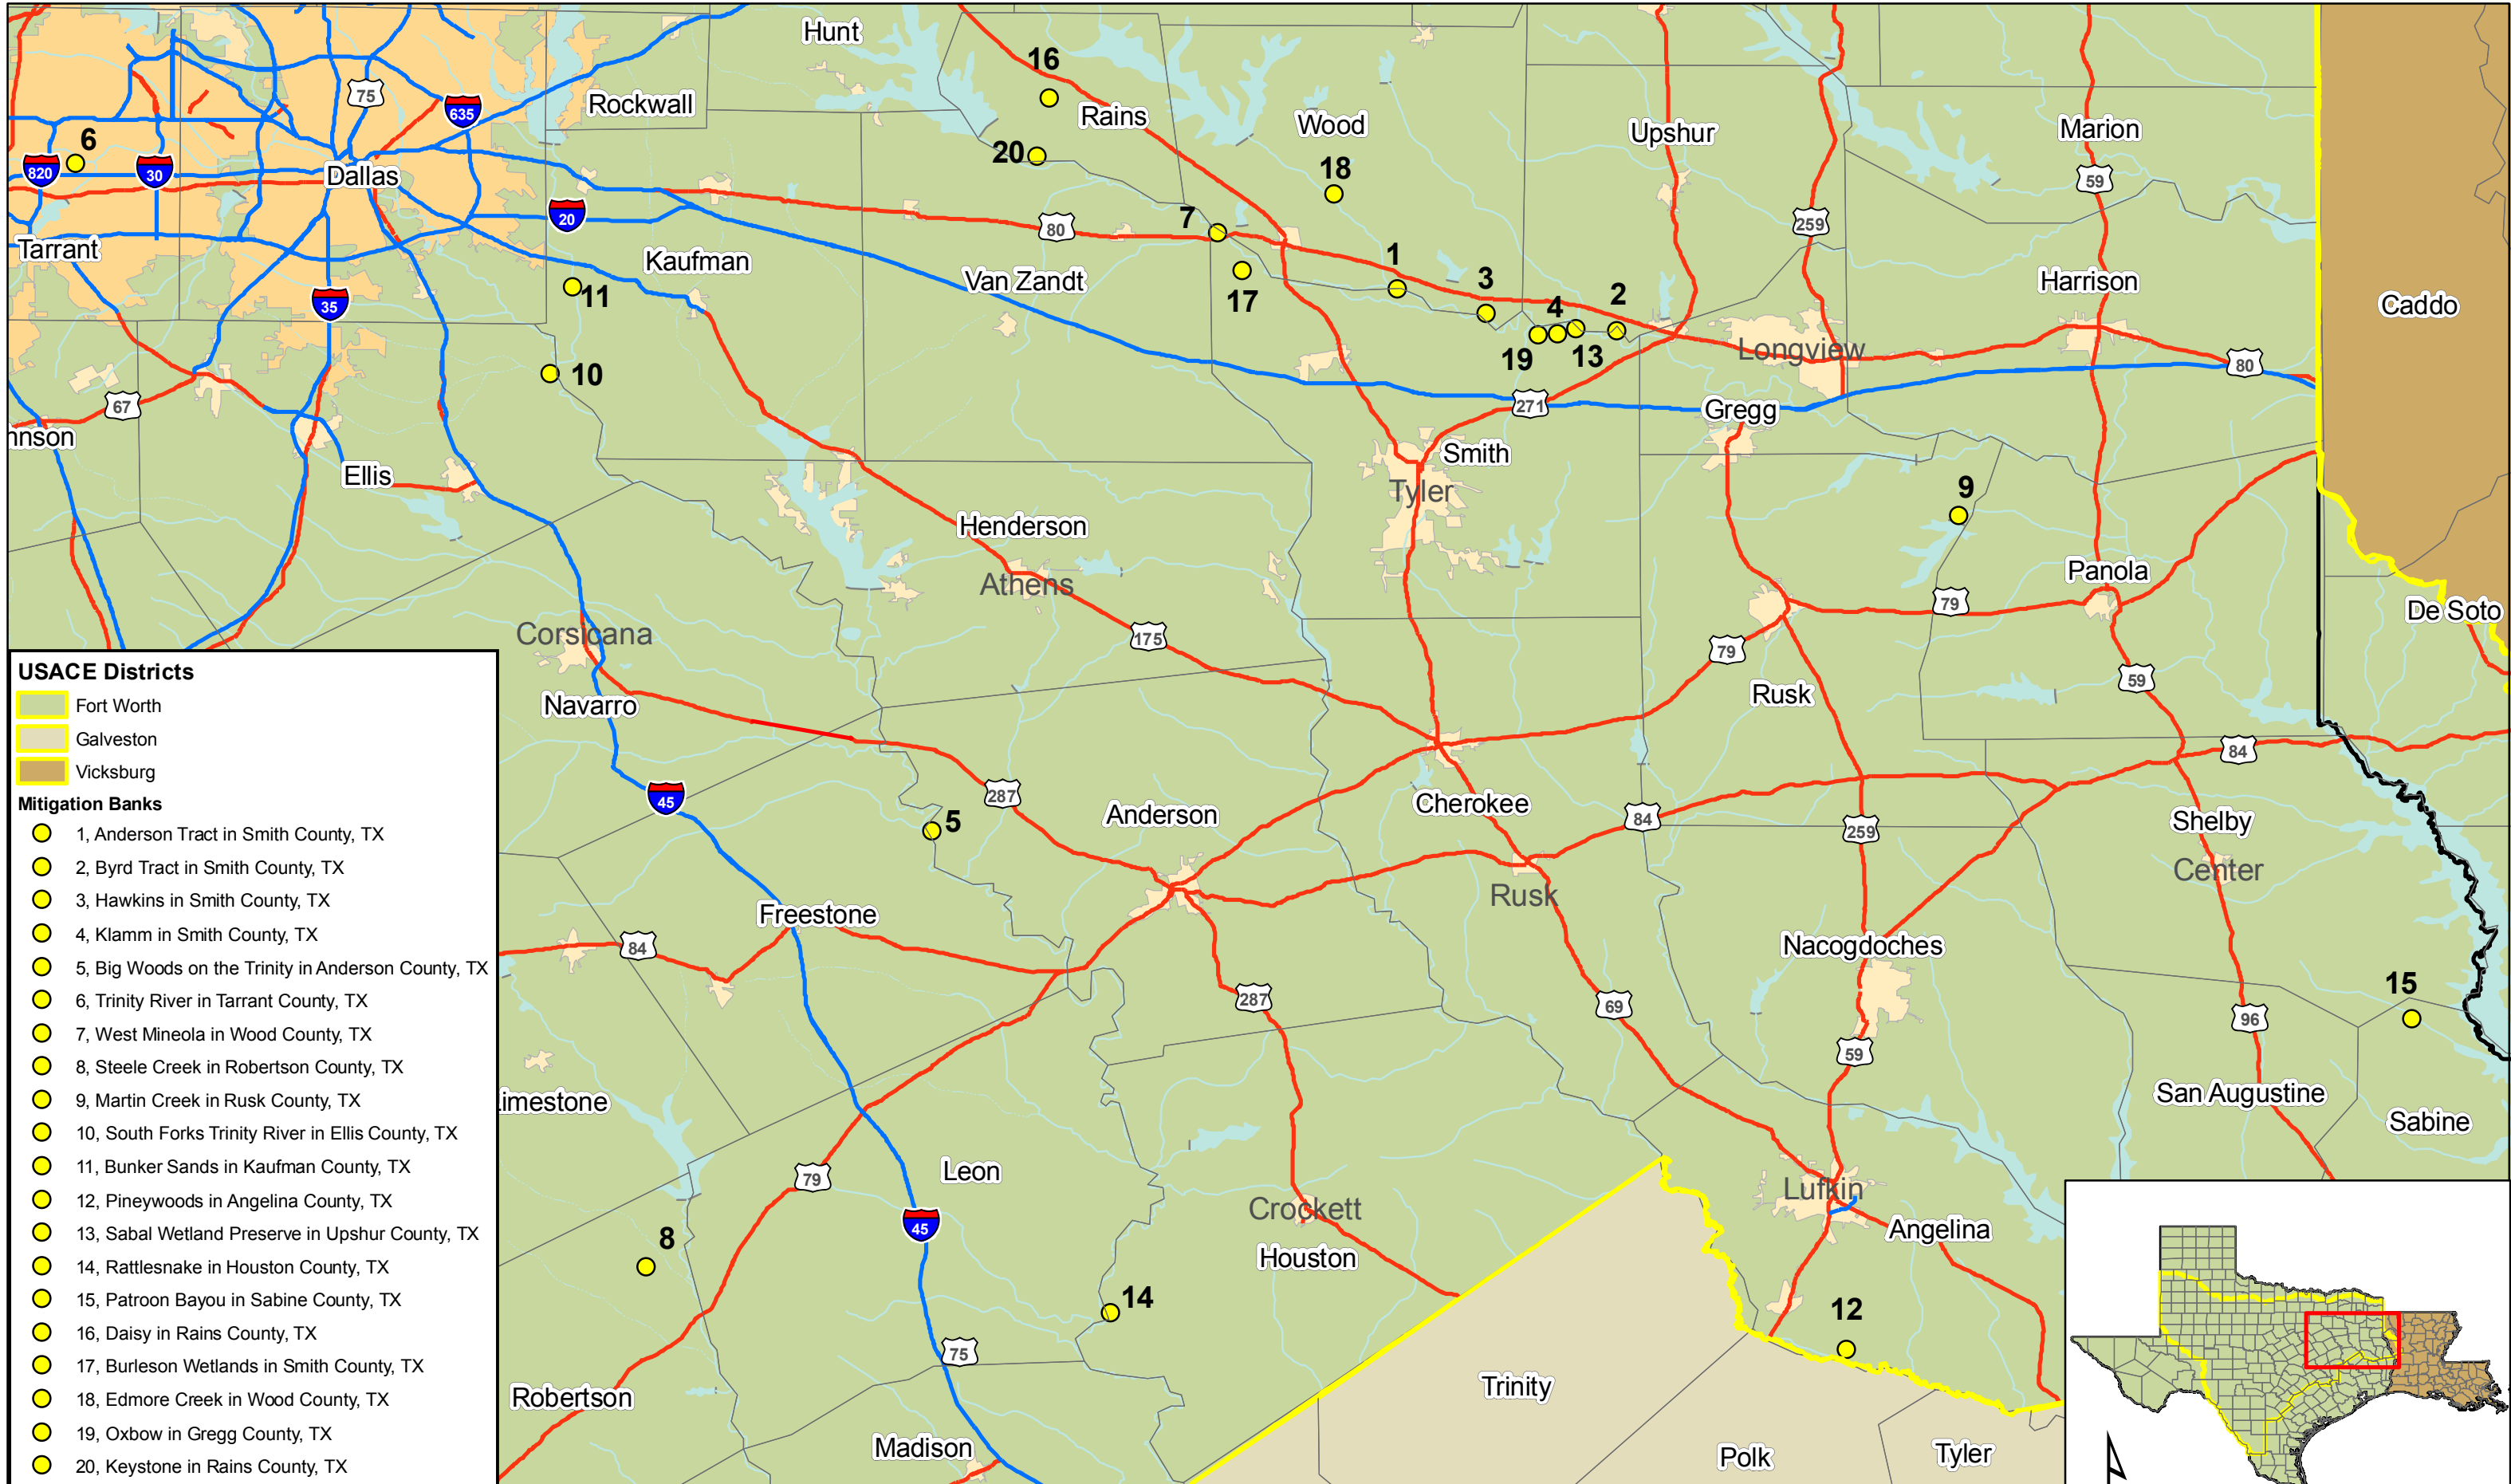 Hunt
16
Rockwall
Rains
Wood
Upshur
Marion
75
635
6
820
30
Dallas
20
18
59
20
7
80
259
Tarrant
Kaufman
Van Zandt
1
3
2
Harrison
Caddo
11
35
17
4
19
13
Longview
80
10
67
271
Gregg
hnson
Ellis
Smith
Tyler
9
Henderson
Athens
Panola
79
De Soto
Corsicana
175
79
59
Rusk
Navarro
84
45
287
5
Anderson
Cherokee
84
259
Shelby
Center
Rusk
Freestone
84
Nacogdoches
15
287
69
96
59
Limestone
San Augustine
Sabine
79
Leon
45
Crockett
Lufkin
Angelina
8
Houston
14
12
75
Robertson
Trinity
Madison
Polk
Tyler
USACE Districts
Fort Worth
Galveston
Vicksburg
Mitigation Banks
1, Anderson Tract in Smith County, TX
2, Byrd Tract in Smith County, TX
3, Hawkins in Smith County, TX
4, Klamm in Smith County, TX
5, Big Woods on the Trinity in Anderson County, TX
6, Trinity River in Tarrant County, TX
7, West Mineola in Wood County, TX
8, Steele Creek in Robertson County, TX
9, Martin Creek in Rusk County, TX
10, South Forks Trinity River in Ellis County, TX
11, Bunker Sands in Kaufman County, TX
12, Pineywoods in Angelina County, TX
13, Sabal Wetland Preserve in Upshur County, TX
14, Rattlesnake in Houston County, TX
15, Patroon Bayou in Sabine County, TX
16, Daisy in Rains County, TX
17, Burleson Wetlands in Smith County, TX
18, Edmore Creek in Wood County, TX
19, Oxbow in Gregg County, TX
20, Keystone in Rains County, TX